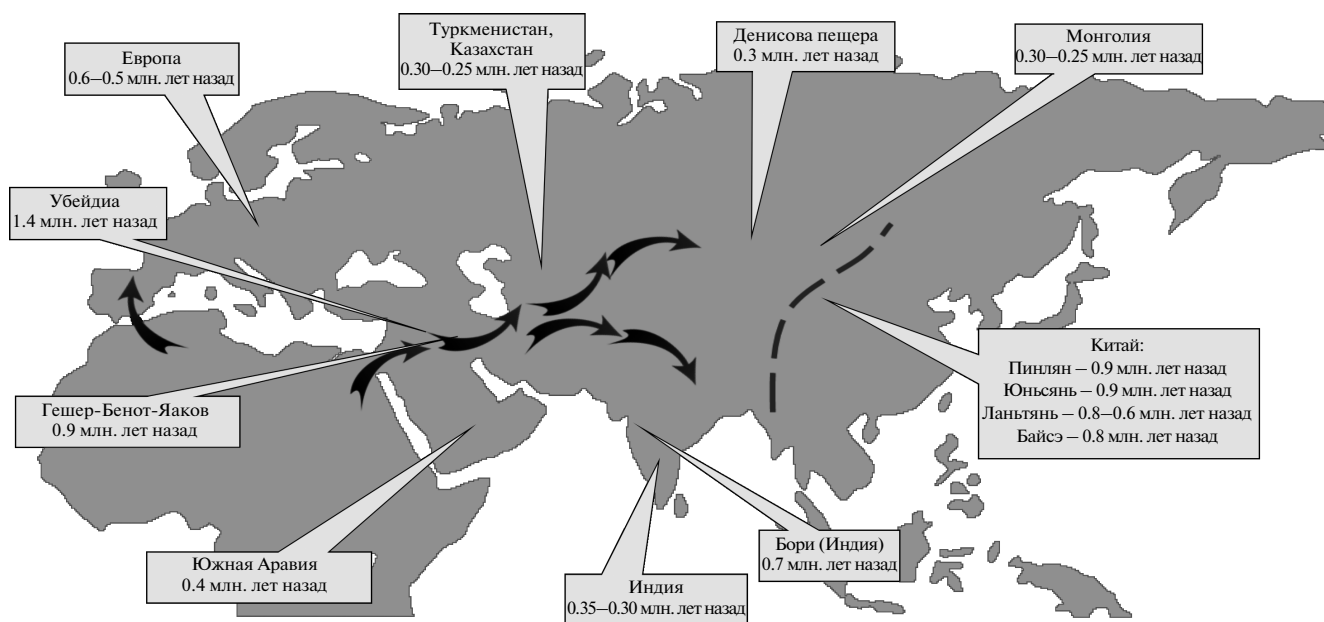 Европа
0.6–0.5 млн. лет назад
Туркменистан,
Казахстан
0.30–0.25 млн. лет назад
Денисова пещера
0.3 млн. лет назад
Монголия
0.30–0.25 млн. лет назад
Убейдиа
1.4 млн. лет назад
Гешер-Бенот-Яаков
0.9 млн. лет назад
Китай:
Пинлян – 0.9 млн. лет назад
Юньсянь – 0.9 млн. лет назад
Ланьтянь – 0.8–0.6 млн. лет назад
Байсэ – 0.8 млн. лет назад
Южная Аравия
0.4 млн. лет назад
Индия
0.35–0.30 млн. лет назад
Бори (Индия)
0.7 млн. лет назад